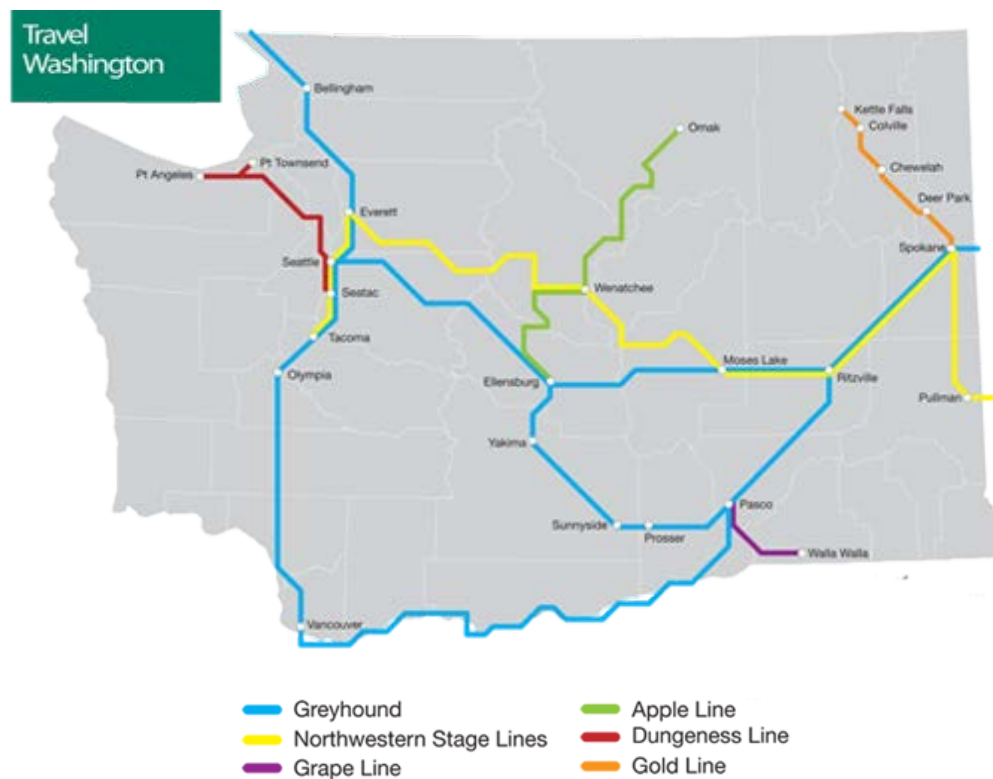 Travel
Washington
Bellingham
Kettle Falls
Colville
Omak
Pt Townsend
Chewelah
Pt Angeles
Deer Park
Everett
Spokane
Seattle
Wenatchee
Seatac
Tacoma
Moses Lake
Olympia
Ellensburg
Ritzville
Pullman
Yakima
Pasco
Sunnyside
Prosser
Walla Walla
Vancouver
Greyhound
Apple Line
Northwestern Stage Lines
Dungeness Line
Grape Line
Gold Line